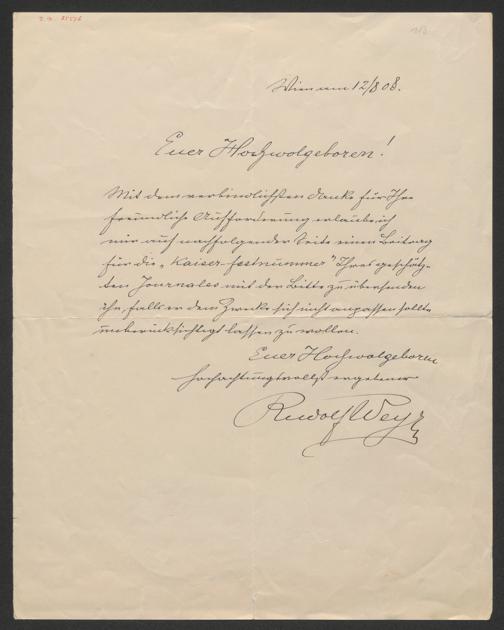 Wien am 12/8 08.
Euer Hochwolgeboren!
Mit dem verbindlichsten Danke für Ihre
freundliche Aufforderung erlaube ich
mir auf nachfolgender Seite einen Beitrag
für die „Kaiser-Festnummer" Ihres geschätz-
ten Journales mit der Bitte zu übersenden
ihn, falls er dem Zwecke sich nicht anpassen sollte
unberücksichtigt lassen zu wollen.
Euer Hochwolgeboren
hochachtungsvollst ergebener
Rudolf Weyr